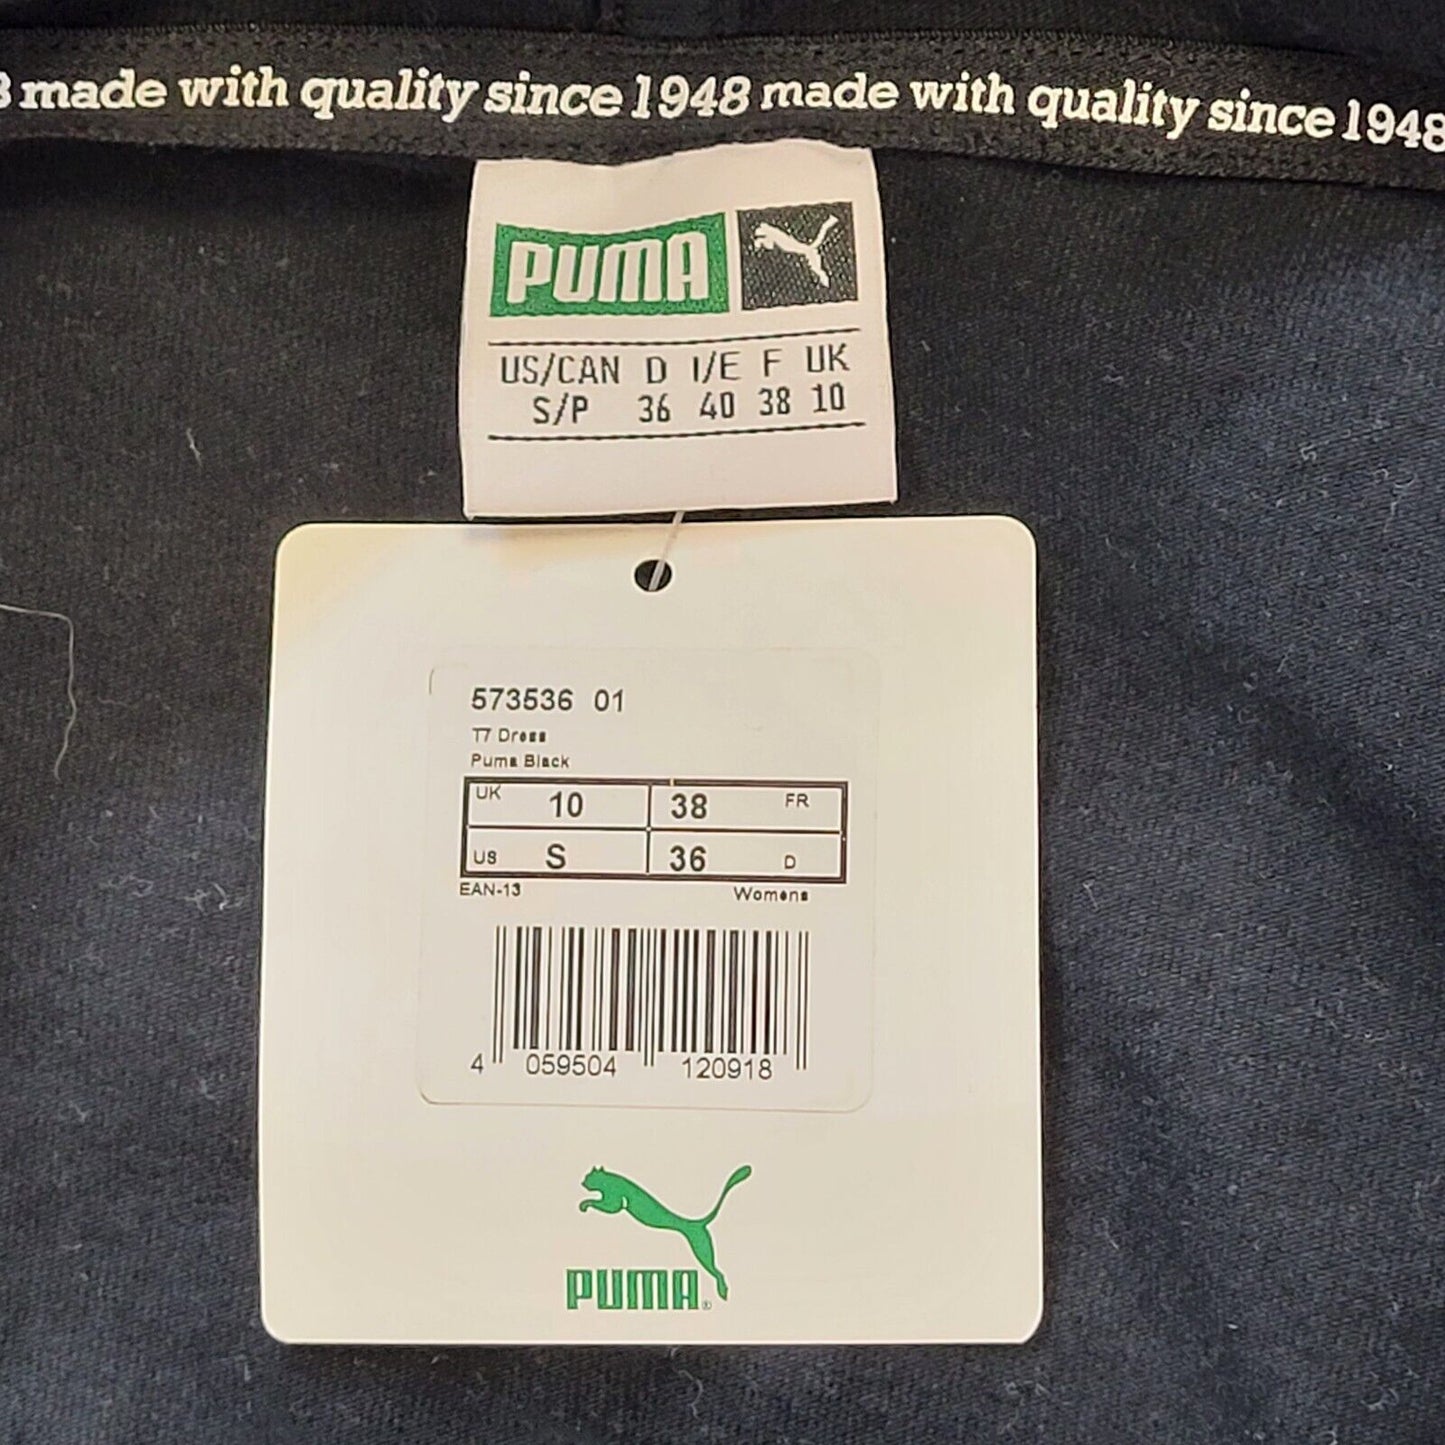 made with quality since 1948 made with quality since 1948
PUMA
US/CAN D I/E F UK
S/P 36 40 38 10
573536 01
T7 Dress
Puma Black
UK 10 38 FR
US S 36 D
EAN-13 Womens
4 059504 120918
PUMA®